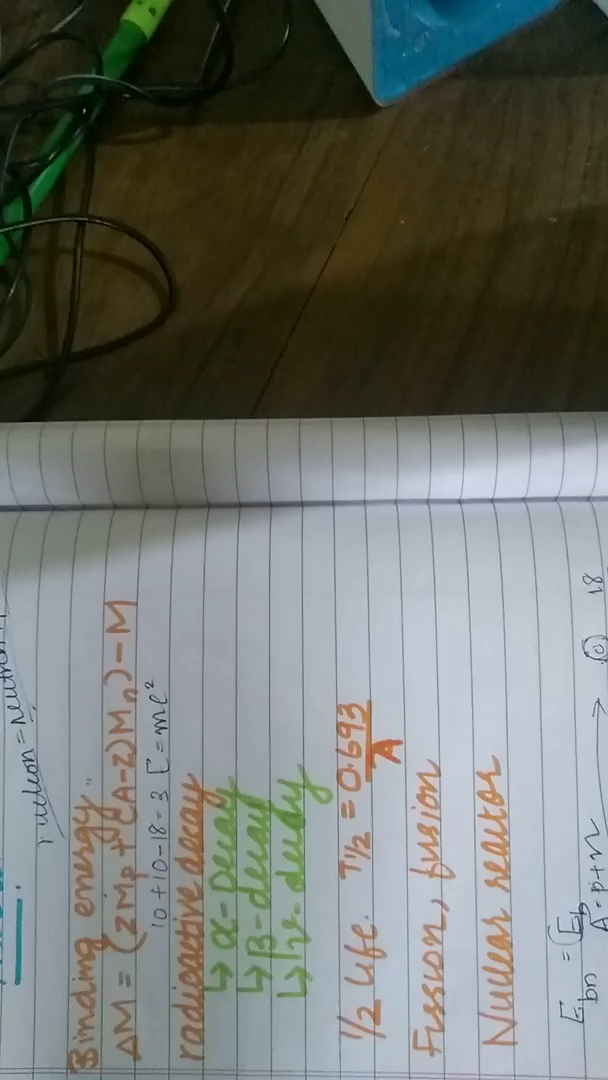 nucleon = neutron
Binding energy
ΔM = (ZMp + (A-Z)Mn) - M
10+10-18=3 E=mc²
radioactive decay
↳ α-Decay
↳ β-decay
↳ decay
1/2 life. T1/2 = 0.693/λ
Fission, fusion
Nuclear reactor
Ebn = Eb/A=p+n → 18